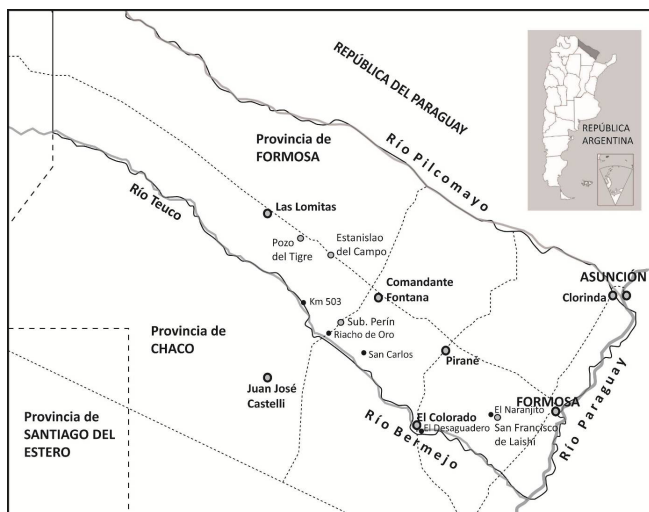 REPÚBLICA DEL PARAGUAY
REPÚBLICA
ARGENTINA
Provincia de
FORMOSA
Río Pilcomayo
Río Teuco
Las Lomitas
Pozo
del Tigre
Estanislao
del Campo
ASUNCIÓN
Comandante
Fontana
Clorinda
Km 503
Sub. Perín
Riacho de Oro
Provincia de
CHACO
San Carlos
Pirané
Juan José
Castelli
FORMOSA
Río Paraguay
El Naranjito
San Francisco
de Laishí
El Colorado
El Desaguadero
Provincia de
SANTIAGO DEL
ESTERO
Río Bermejo